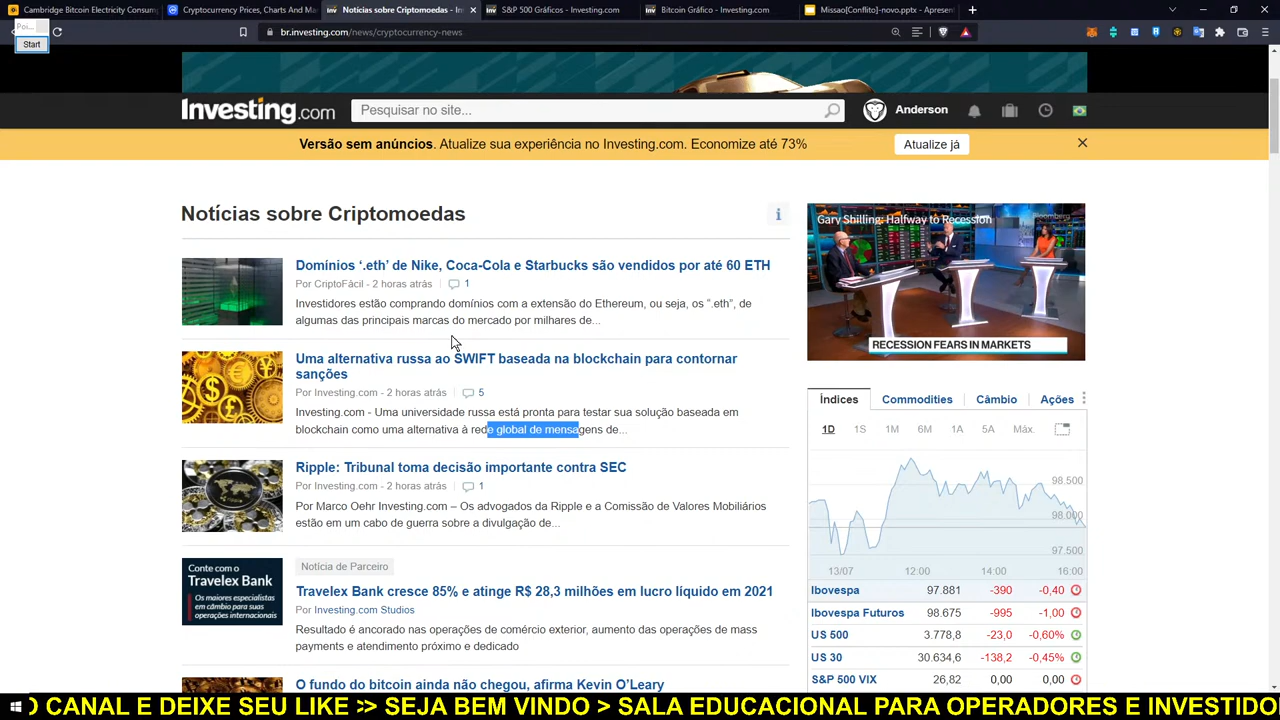 Cambridge Bitcoin Electricity Consump
Cryptocurrency Prices, Charts And Mar
Notícias sobre Criptomoedas - In
S&P 500 Gráficos - Investing.com
Bitcoin Gráfico - Investing.com
Missao[Conflito]-novo.pptx - Apresen
Start
br.investing.com/news/cryptocurrency-news
Investing.com
Pesquisar no site...
Anderson
Versão sem anúncios. Atualize sua experiência no Investing.com. Economize até 73%
Atualize já
Notícias sobre Criptomoedas
Domínios ‘.eth’ de Nike, Coca-Cola e Starbucks são vendidos por até 60 ETH
Por CriptoFácil - 2 horas atrás 1
Investidores estão comprando domínios com a extensão do Ethereum, ou seja, os “.eth”, de
algumas das principais marcas do mercado por milhares de...
Uma alternativa russa ao SWIFT baseada na blockchain para contornar
sanções
Por Investing.com - 2 horas atrás 5
Investing.com - Uma universidade russa está pronta para testar sua solução baseada em
blockchain como uma alternativa à rede global de mensagens de...
Ripple: Tribunal toma decisão importante contra SEC
Por Investing.com - 2 horas atrás 1
Por Marco Oehr Investing.com – Os advogados da Ripple e a Comissão de Valores Mobiliários
estão em um cabo de guerra sobre a divulgação de...
Conte com o
Travelex Bank
Os maiores especialistas
em câmbio para suas
operações internacionais
Notícia de Parceiro
Travelex Bank cresce 85% e atinge R$ 28,3 milhões em lucro líquido em 2021
Por Investing.com Studios
Resultado é ancorado nas operações de comércio exterior, aumento das operações de mass
payments e atendimento próximo e dedicado
O fundo do bitcoin ainda não chegou, afirma Kevin O’Leary
Gary Shilling: Halfway to Recession
Bloomberg
RECESSION FEARS IN MARKETS
Índices Commodities Câmbio Ações
1D 1S 1M 6M 1A 5A Máx.
98.500
98.000
97.500
13/07 12:00 14:00 16:00
Ibovespa 97.881 -390 -0,40
Ibovespa Futuros 98.675 -995 -1,00
US 500 3.778,8 -23,0 -0,60%
US 30 30.634,6 -138,2 -0,45%
S&P 500 VIX 26,82 0,00 0,00
O CANAL E DEIXE SEU LIKE >> SEJA BEM VINDO > SALA EDUCACIONAL PARA OPERADORES E INVESTIDO